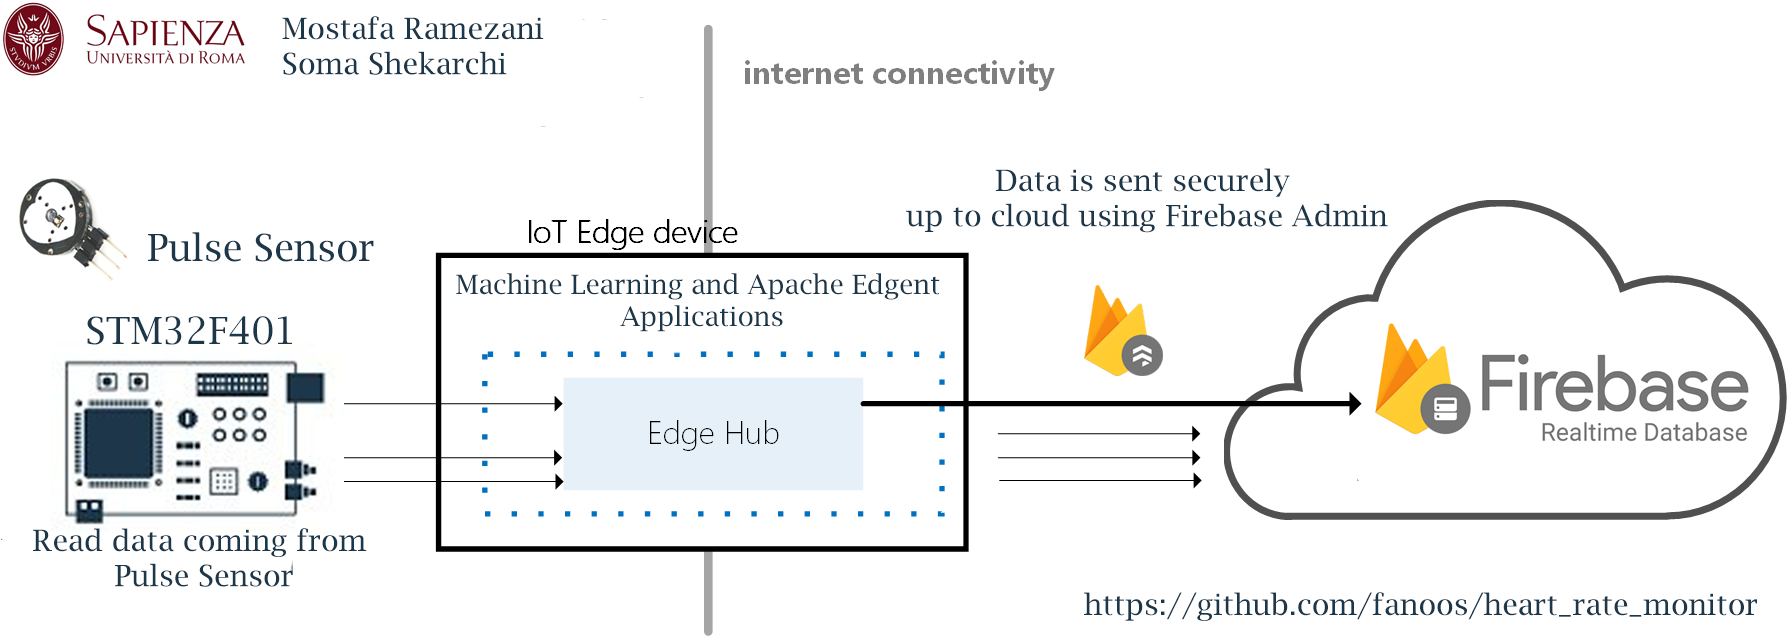 SAPIENZA
UNIVERSITÀ DI ROMA
STVDIVM VRBIS
Mostafa Ramezani
Soma Shekarchi
internet connectivity
Pulse Sensor
STM32F401
Read data coming from
Pulse Sensor
IoT Edge device
Machine Learning and Apache Edgent
Applications
Edge Hub
Data is sent securely
up to cloud using Firebase Admin
Firebase
Realtime Database
https://github.com/fanoos/heart_rate_monitor